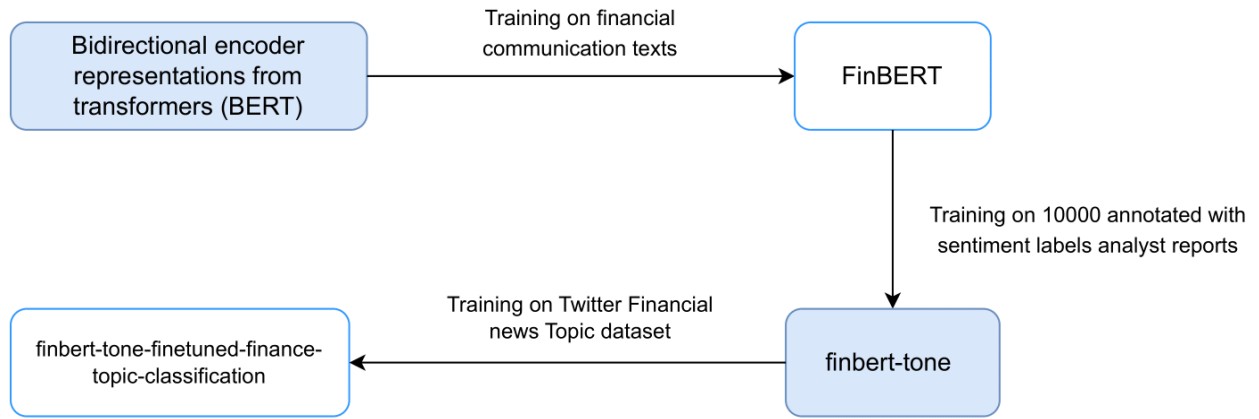 Training on financial
communication texts
Bidirectional encoder
representations from
transformers (BERT)
FinBERT
Training on 10000 annotated with
sentiment labels analyst reports
Training on Twitter Financial
news Topic dataset
finbert-tone-finetuned-finance-
topic-classification
finbert-tone